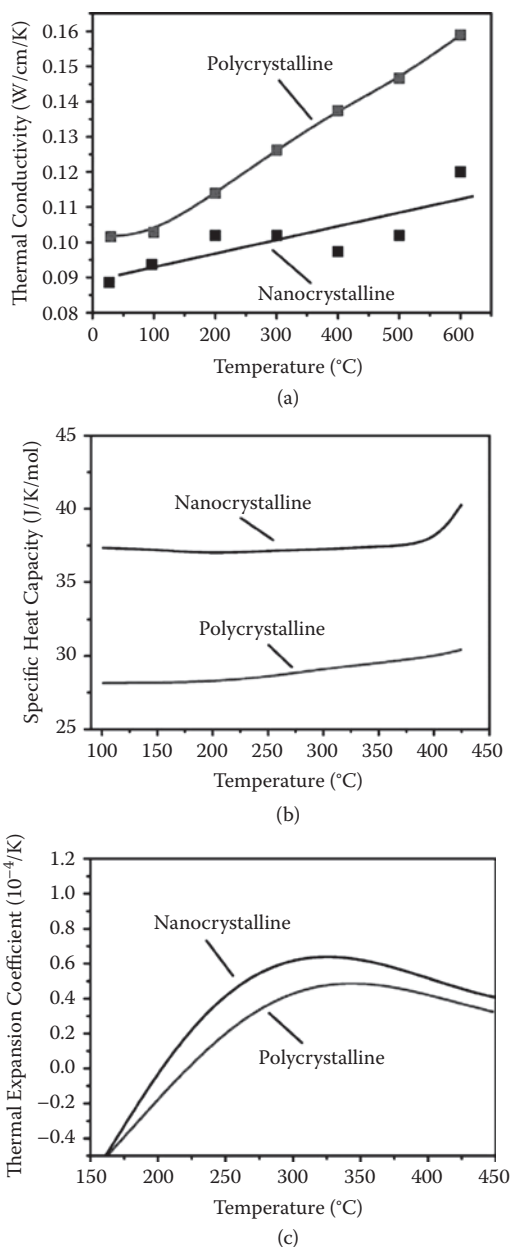 0.16
0.15
0.14
0.13
0.12
0.11
0.10
0.09
0.08
Thermal Conductivity (W/cm/K)
Polycrystalline
Nanocrystalline
0 100 200 300 400 500 600
Temperature (°C)
(a)
45
40
35
30
25
Specific Heat Capacity (J/K/mol)
Nanocrystalline
Polycrystalline
100 150 200 250 300 350 400 450
Temperature (°C)
(b)
1.2
1.0
0.8
0.6
0.4
0.0
−0.2
−0.4
Thermal Expansion Coefficient (10−4/K)
Nanocrystalline
Polycrystalline
150 200 250 300 350 400 450
Temperature (°C)
(c)